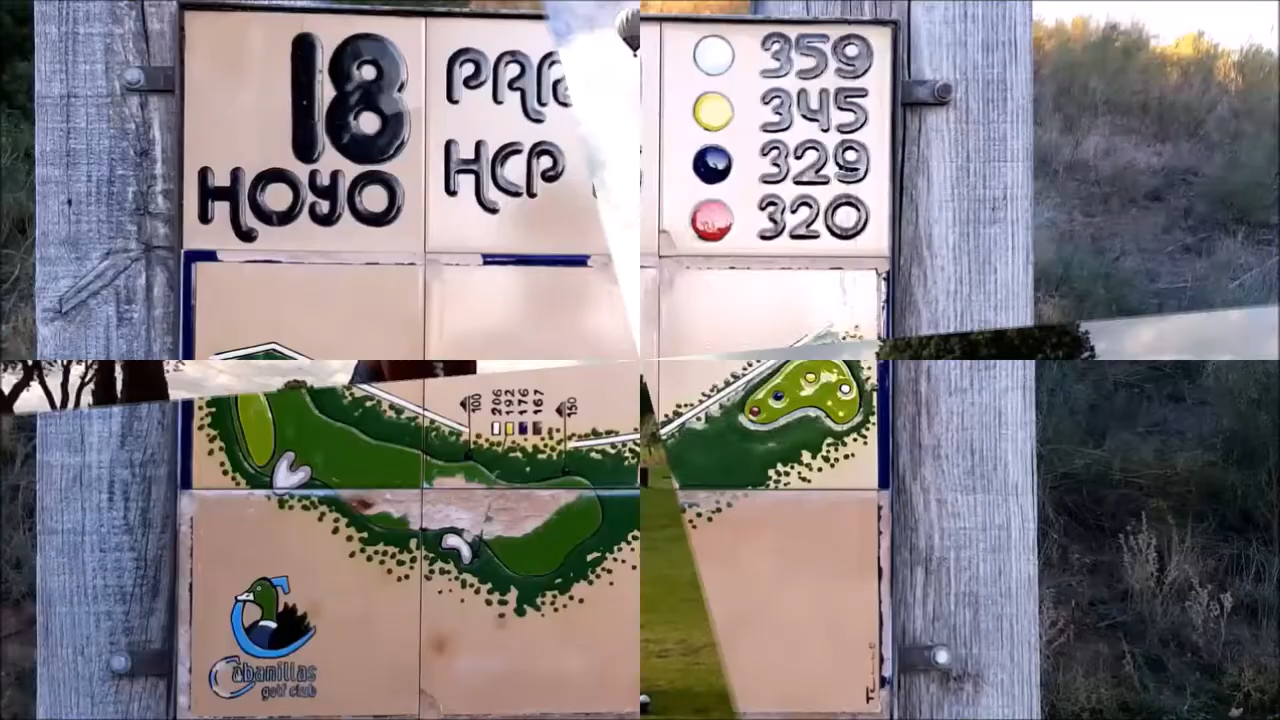 18
HOYO
PAR
HCP
359
345
329
320
100
206
192
176
167
150
Cabanillas
golf club